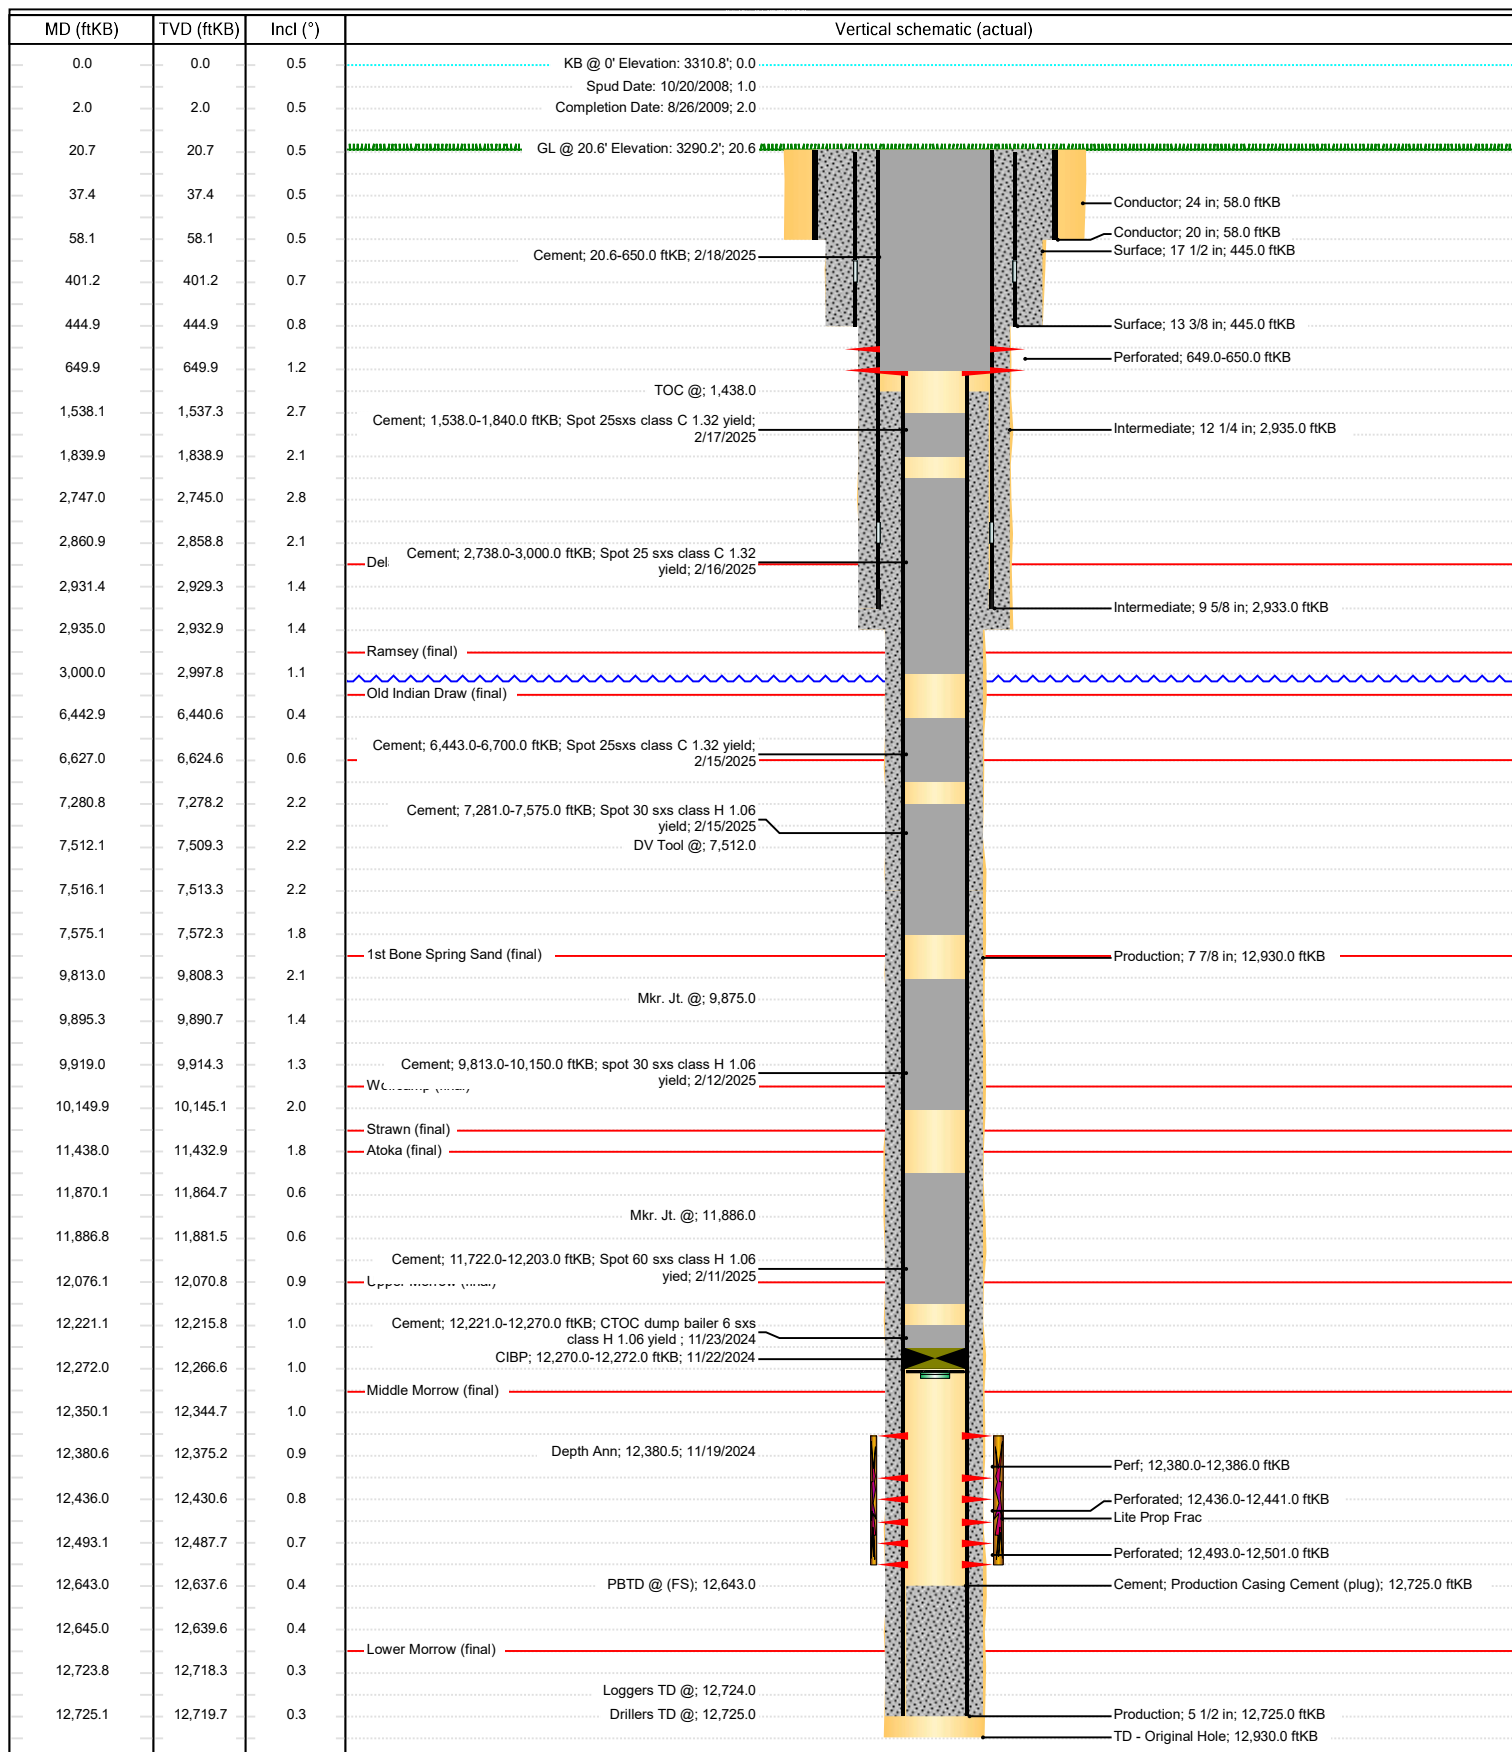 MD (ftKB) TVD (ftKB) Incl (°) Vertical schematic (actual)
0.0 0.0 0.5 KB @ 0' Elevation: 3310.8'; 0.0
Spud Date: 10/20/2008; 1.0
2.0 2.0 0.5 Completion Date: 8/26/2009; 2.0
20.7 20.7 0.5 GL @ 20.6' Elevation: 3290.2'; 20.6
37.4 37.4 0.5
Conductor; 24 in; 58.0 ftKB
Conductor; 20 in; 58.0 ftKB
58.1 58.1 0.5
Surface; 17 1/2 in; 445.0 ftKB
Cement; 20.6-650.0 ftKB; 2/18/2025
401.2 401.2 0.7
444.9 444.9 0.8 Surface; 13 3/8 in; 445.0 ftKB
Perforated; 649.0-650.0 ftKB
649.9 649.9 1.2
TOC @; 1,438.0
1,538.1 1,537.3 2.7
Cement; 1,538.0-1,840.0 ftKB; Spot 25sxs class C 1.32 yield;
2/17/2025
Intermediate; 12 1/4 in; 2,935.0 ftKB
1,839.9 1,838.9 2.1
2,747.0 2,745.0 2.8
2,860.9 2,858.8 2.1
Cement; 2,738.0-3,000.0 ftKB; Spot 25 sxs class C 1.32
yield; 2/16/2025
Del
2,931.4 2,929.3 1.4
Intermediate; 9 5/8 in; 2,933.0 ftKB
2,935.0 2,932.9 1.4
Ramsey (final)
3,000.0 2,997.8 1.1
Old Indian Draw (final)
6,442.9 6,440.6 0.4
Cement; 6,443.0-6,700.0 ftKB; Spot 25sxs class C 1.32 yield;
2/15/2025
6,627.0 6,624.6 0.6
7,280.8 7,278.2 2.2
Cement; 7,281.0-7,575.0 ftKB; Spot 30 sxs class H 1.06
yield; 2/15/2025
7,512.1 7,509.3 2.2 DV Tool @; 7,512.0
7,516.1 7,513.3 2.2
7,575.1 7,572.3 1.8
1st Bone Spring Sand (final)
Production; 7 7/8 in; 12,930.0 ftKB
9,813.0 9,808.3 2.1
Mkr. Jt. @; 9,875.0
9,895.3 9,890.7 1.4
9,919.0 9,914.3 1.3
Cement; 9,813.0-10,150.0 ftKB; spot 30 sxs class H 1.06
yield; 2/12/2025
10,149.9 10,145.1 2.0
Strawn (final)
11,438.0 11,432.9 1.8 Atoka (final)
11,870.1 11,864.7 0.6
Mkr. Jt. @; 11,886.0
11,886.8 11,881.5 0.6
Cement; 11,722.0-12,203.0 ftKB; Spot 60 sxs class H 1.06
yied; 2/11/2025
12,076.1 12,070.8 0.9
12,221.1 12,215.8 1.0
Cement; 12,221.0-12,270.0 ftKB; CTOC dump bailer 6 sxs
class H 1.06 yield ; 11/23/2024
CIBP; 12,270.0-12,272.0 ftKB; 11/22/2024
12,272.0 12,266.6 1.0
Middle Morrow (final)
12,350.1 12,344.7 1.0
12,380.6 12,375.2 0.9 Depth Ann; 12,380.5; 11/19/2024
Perf; 12,380.0-12,386.0 ftKB
12,436.0 12,430.6 0.8 Perforated; 12,436.0-12,441.0 ftKB
Lite Prop Frac
12,493.1 12,487.7 0.7
Perforated; 12,493.0-12,501.0 ftKB
12,643.0 12,637.6 0.4 PBTD @ (FS); 12,643.0 Cement; Production Casing Cement (plug); 12,725.0 ftKB
12,645.0 12,639.6 0.4
Lower Morrow (final)
12,723.8 12,718.3 0.3
Loggers TD @; 12,724.0
12,725.1 12,719.7 0.3 Drillers TD @; 12,725.0 Production; 5 1/2 in; 12,725.0 ftKB
TD - Original Hole; 12,930.0 ftKB